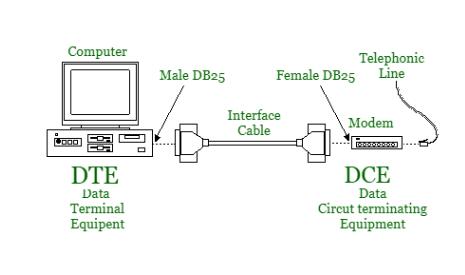 Computer
Male DB25
Female DB25
Telephonic
Line
Interface
Cable
Modem
DTE
Data
Terminal
Equipent
DCE
Data
Circut terminating
Equipment